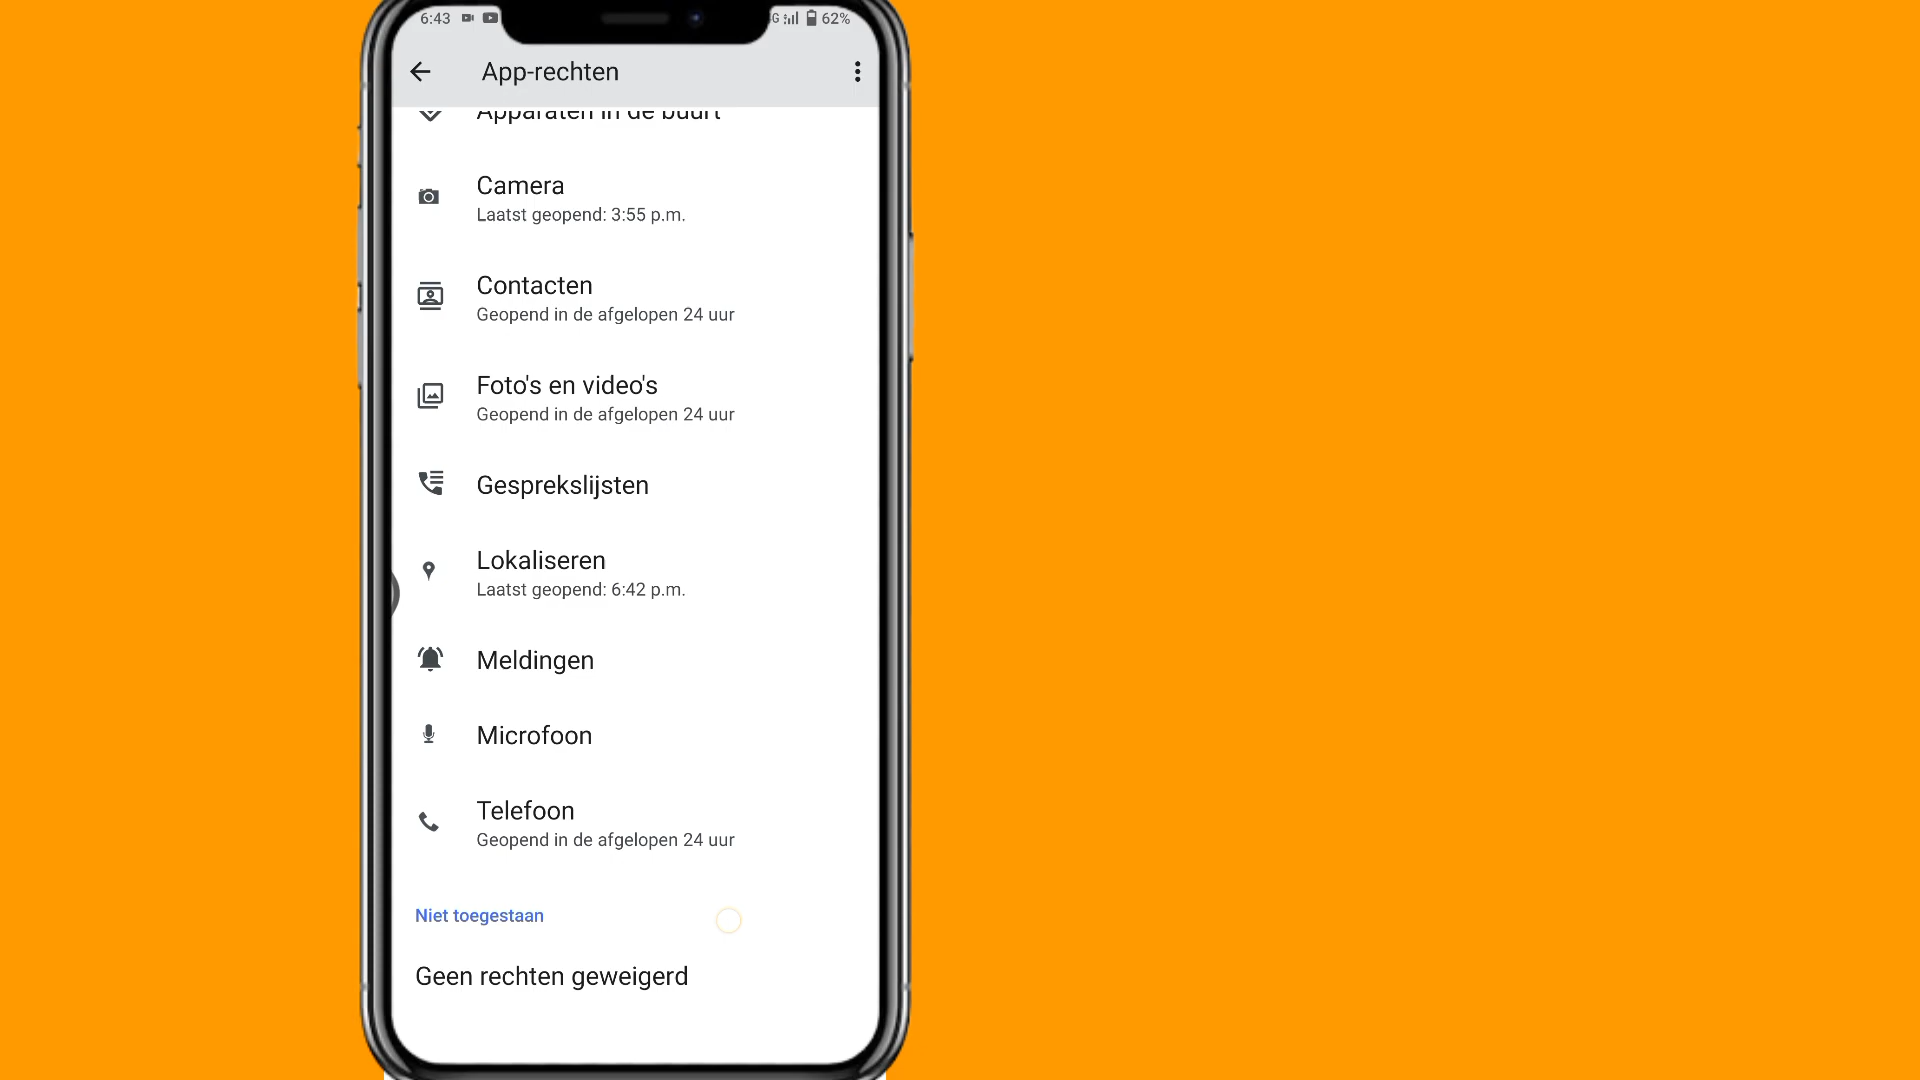 6:43 62%
App-rechten
Apparaten in de buurt
Camera
Laatst geopend: 3:55 p.m.
Contacten
Geopend in de afgelopen 24 uur
Foto's en video's
Geopend in de afgelopen 24 uur
Gesprekslijsten
Lokaliseren
Laatst geopend: 6:42 p.m.
Meldingen
Microfoon
Telefoon
Geopend in de afgelopen 24 uur
Niet toegestaan
Geen rechten geweigerd